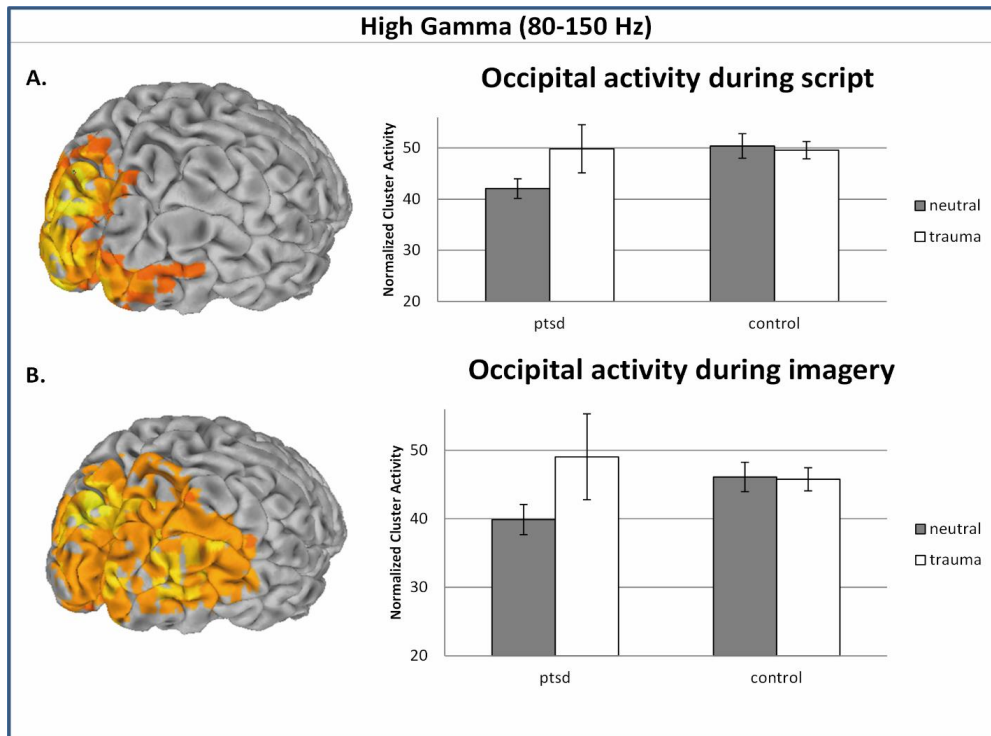 High Gamma (80-150 Hz)
A.
Occipital activity during script
Normalized Cluster Activity
50
40
30
20
ptsd
control
neutral
trauma
B.
Occipital activity during imagery
Normalized Cluster Activity
50
40
30
20
ptsd
control
neutral
trauma